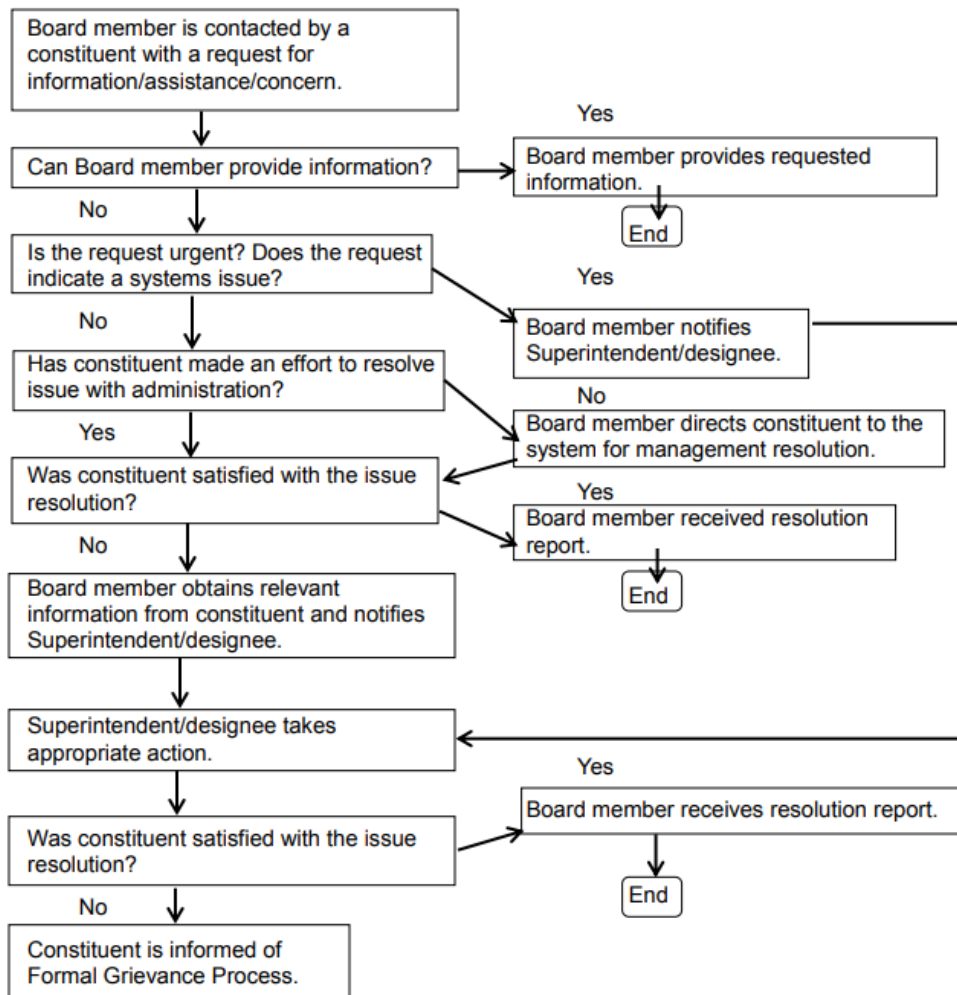 Board member is contacted by a
constituent with a request for
information/assistance/concern.
Yes
Can Board member provide information?
Board member provides requested
information.
No
End
Is the request urgent? Does the request
indicate a systems issue?
Yes
No
Board member notifies
Superintendent/designee.
Has constituent made an effort to resolve
issue with administration?
No
Yes
Board member directs constituent to the
system for management resolution.
Was constituent satisfied with the issue
resolution?
Yes
Board member received resolution
report.
No
End
Board member obtains relevant
information from constituent and notifies
Superintendent/designee.
Superintendent/designee takes
appropriate action.
Yes
Board member receives resolution report.
Was constituent satisfied with the issue
resolution?
End
No
Constituent is informed of
Formal Grievance Process.